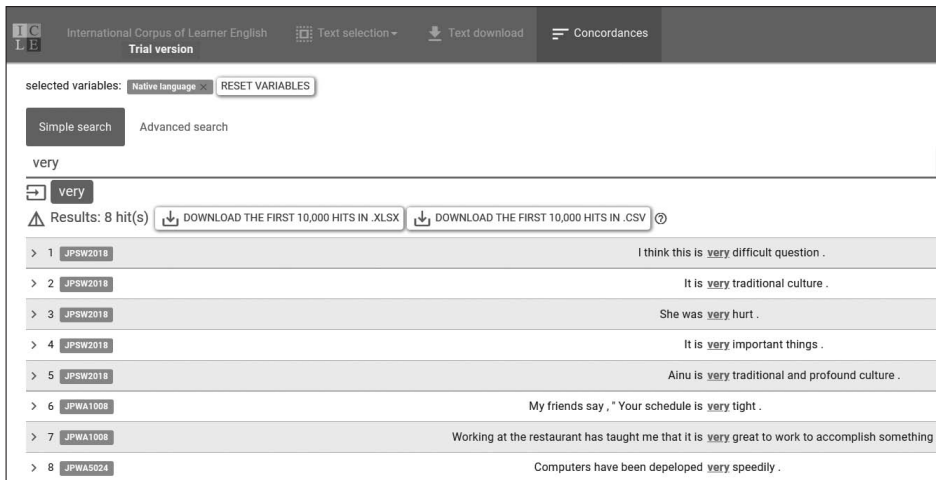 IC
LE
International Corpus of Learner English
Trial version
Text selection
Text download
Concordances
selected variables: Native language × RESET VARIABLES
Simple search Advanced search
very
very
Results: 8 hit(s) DOWNLOAD THE FIRST 10,000 HITS IN .XLSX DOWNLOAD THE FIRST 10,000 HITS IN .CSV ?
> 1 JPSW2018 I think this is very difficult question .
> 2 JPSW2018 It is very traditional culture .
> 3 JPSW2018 She was very hurt .
> 4 JPSW2018 It is very important things .
> 5 JPSW2018 Ainu is very traditional and profound culture .
> 6 JPWA1008 My friends say , " Your schedule is very tight .
> 7 JPWA1008 Working at the restaurant has taught me that it is very great to work to accomplish something
> 8 JPWA5024 Computers have been depeloped very speedily .